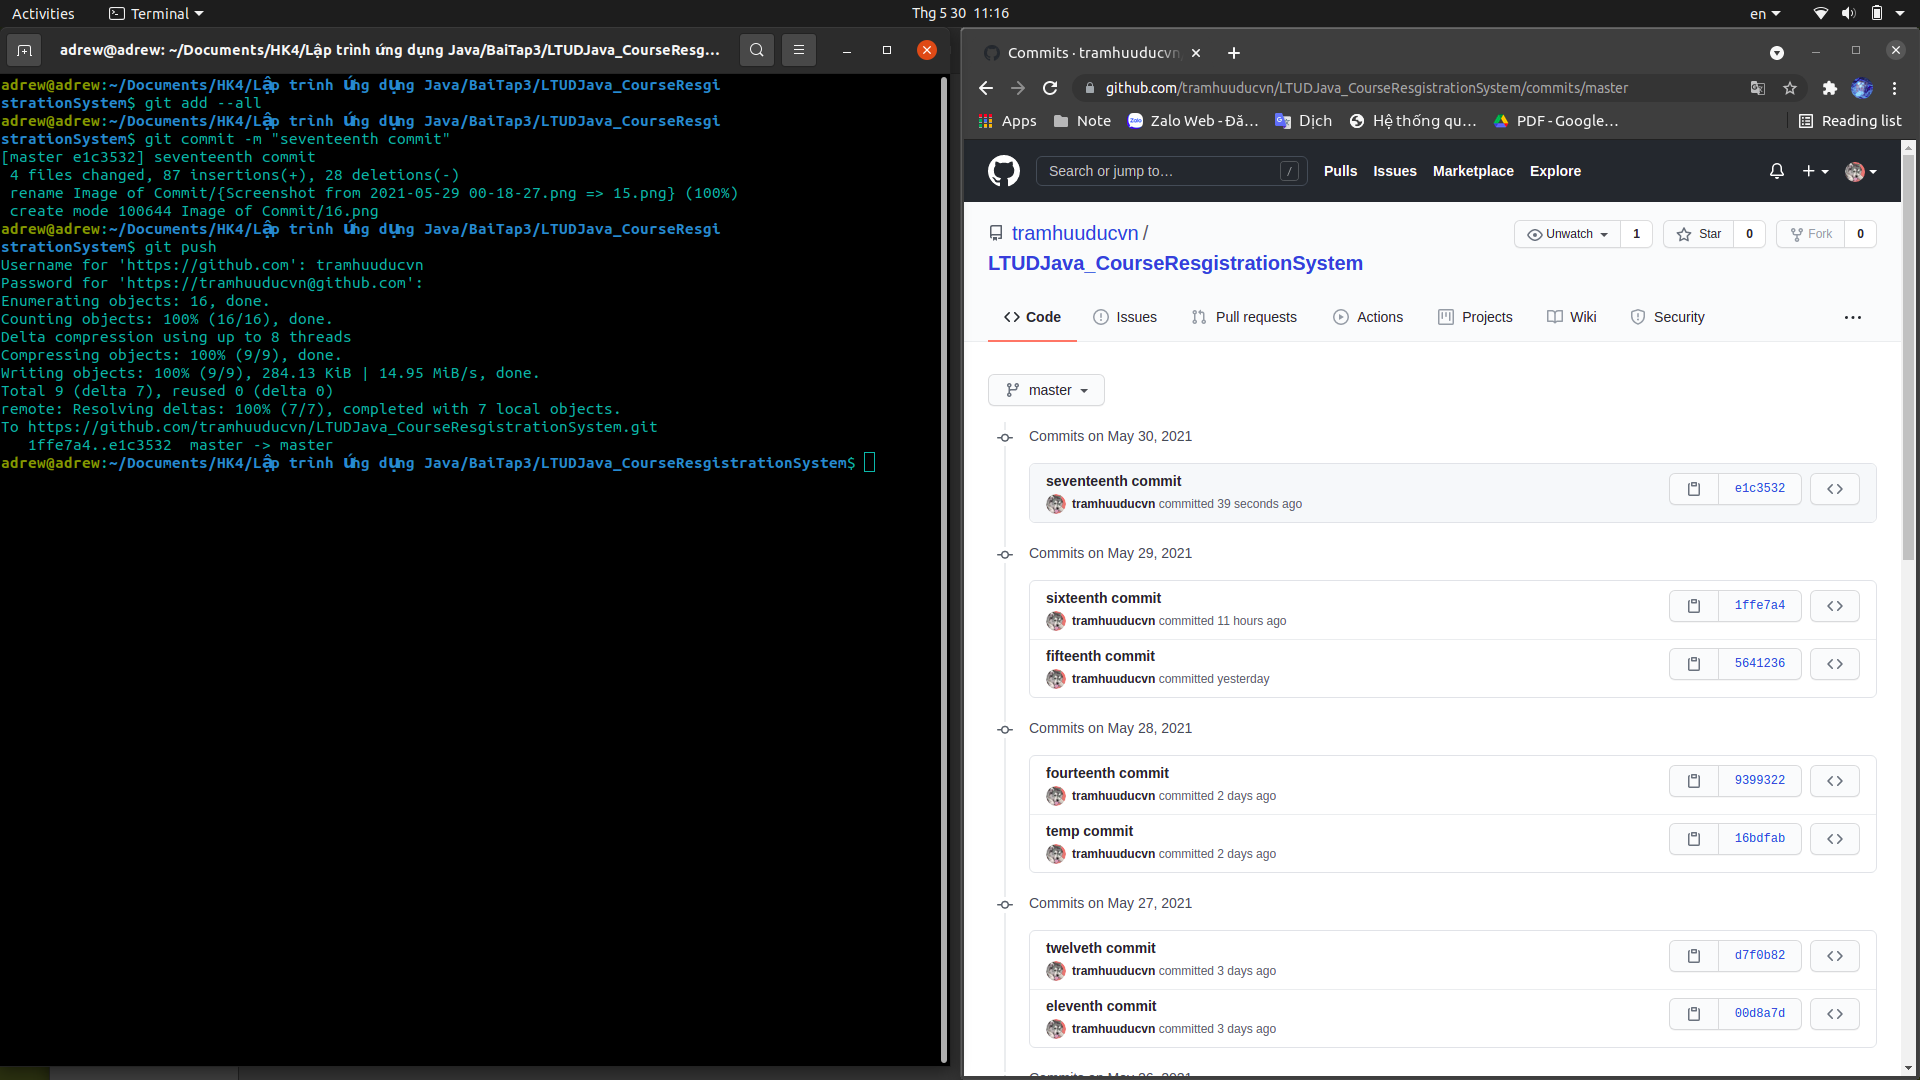 Activities
Terminal
Thg 5 30 11:16
en
adrew@adrew: ~/Documents/HK4/Lập trình ứng dụng Java/BaiTap3/LTUDJava_CourseResg...
adrew@adrew:~/Documents/HK4/Lập trình ứng dụng Java/BaiTap3/LTUDJava_CourseResgi
strationSystem$ git add --all
adrew@adrew:~/Documents/HK4/Lập trình ứng dụng Java/BaiTap3/LTUDJava_CourseResgi
strationSystem$ git commit -m "seventeenth commit"
[master e1c3532] seventeenth commit
4 files changed, 87 insertions(+), 28 deletions(-)
rename Image of Commit/{Screenshot from 2021-05-29 00-18-27.png => 15.png} (100%)
create mode 100644 Image of Commit/16.png
adrew@adrew:~/Documents/HK4/Lập trình ứng dụng Java/BaiTap3/LTUDJava_CourseResgi
strationSystem$ git push
Username for 'https://github.com': tramhuuducvn
Password for 'https://tramhuuducvn@github.com':
Enumerating objects: 16, done.
Counting objects: 100% (16/16), done.
Delta compression using up to 8 threads
Compressing objects: 100% (9/9), done.
Writing objects: 100% (9/9), 284.13 KiB | 14.95 MiB/s, done.
Total 9 (delta 7), reused 0 (delta 0)
remote: Resolving deltas: 100% (7/7), completed with 7 local objects.
To https://github.com/tramhuuducvn/LTUDJava_CourseResgistrationSystem.git
1ffe7a4..e1c3532  master -> master
adrew@adrew:~/Documents/HK4/Lập trình ứng dụng Java/BaiTap3/LTUDJava_CourseResgistrationSystem$
Commits · tramhuuducvn
github.com/tramhuuducvn/LTUDJava_CourseResgistrationSystem/commits/master
Apps
Note
Zalo Web - Đă...
Dịch
Hệ thống qu...
PDF - Google...
Reading list
Search or jump to... /
Pulls
Issues
Marketplace
Explore
tramhuuducvn /
LTUDJava_CourseResgistrationSystem
Unwatch 1
Star 0
Fork 0
Code
Issues
Pull requests
Actions
Projects
Wiki
Security
master
Commits on May 30, 2021
seventeenth commit
tramhuuducvn committed 39 seconds ago
e1c3532
Commits on May 29, 2021
sixteenth commit
tramhuuducvn committed 11 hours ago
1ffe7a4
fifteenth commit
tramhuuducvn committed yesterday
5641236
Commits on May 28, 2021
fourteenth commit
tramhuuducvn committed 2 days ago
9399322
temp commit
tramhuuducvn committed 2 days ago
16bdfab
Commits on May 27, 2021
twelveth commit
tramhuuducvn committed 3 days ago
d7f0b82
eleventh commit
tramhuuducvn committed 3 days ago
00d8a7d
Commits on May 26, 2021